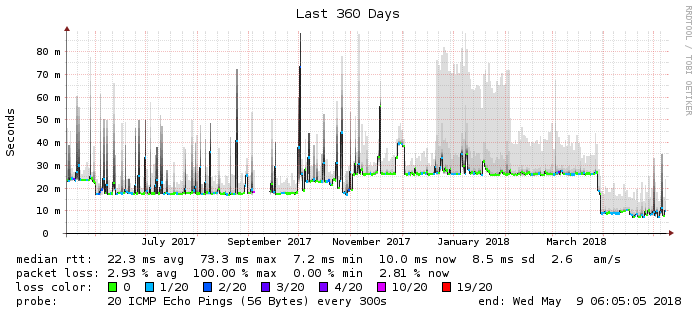 Last 360 Days
RRDTOOL / TOBI OETIKER
Seconds
80 m
70 m
60 m
50 m
40 m
30 m
20 m
10 m
0
July 2017 September 2017 November 2017 January 2018 March 2018
median rtt: 22.3 ms avg 73.3 ms max 7.2 ms min 10.0 ms now 8.5 ms sd 2.6 am/s
packet loss: 2.93 % avg 100.00 % max 0.00 % min 2.81 % now
loss color: 0 1/20 2/20 3/20 4/20 10/20 19/20
probe: 20 ICMP Echo Pings (56 Bytes) every 300s end: Wed May 9 06:05:05 2018